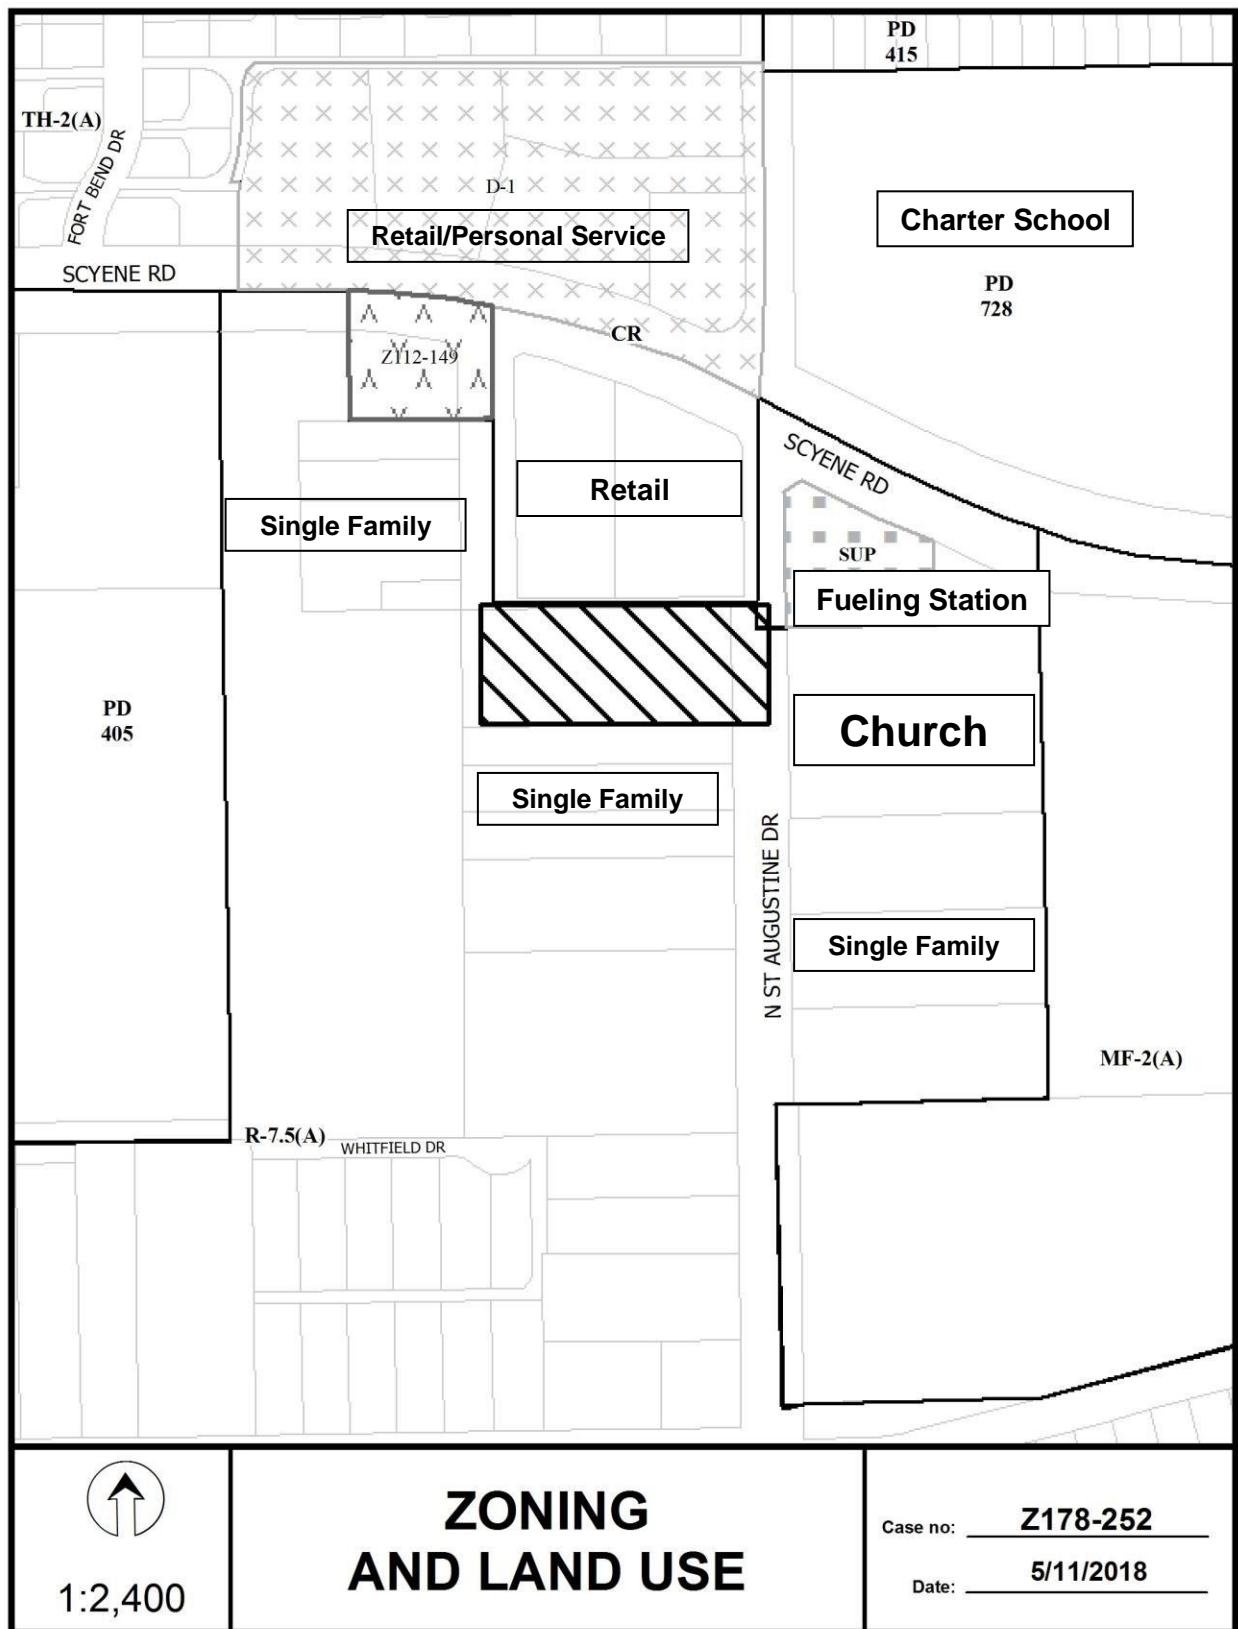 PD
415
TH-2(A)
FORT BEND DR
D-1
Retail/Personal Service
Charter School
SCYENE RD
PD
728
CR
Z112-149
SCYENE RD
Retail
Single Family
SUP
Fueling Station
PD
405
Church
Single Family
N ST AUGUSTINE DR
Single Family
MF-2(A)
R-7.5(A)
WHITFIELD DR
1:2,400
ZONING
AND LAND USE
Case no: Z178-252
Date: 5/11/2018